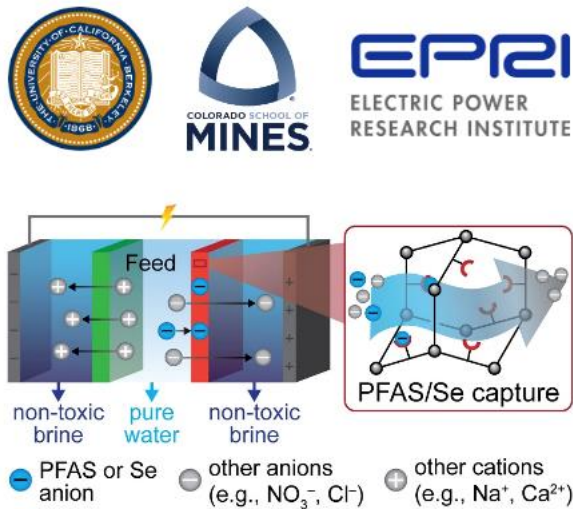 THE UNIVERSITY OF CALIFORNIA BERKELEY
1868
COLORADO SCHOOL OF
MINES
EPRI
ELECTRIC POWER
RESEARCH INSTITUTE
Feed
non-toxic
brine
pure
water
non-toxic
brine
PFAS/Se capture
PFAS or Se
anion
other anions
(e.g., NO₃⁻, Cl⁻)
other cations
(e.g., Na⁺, Ca²⁺)